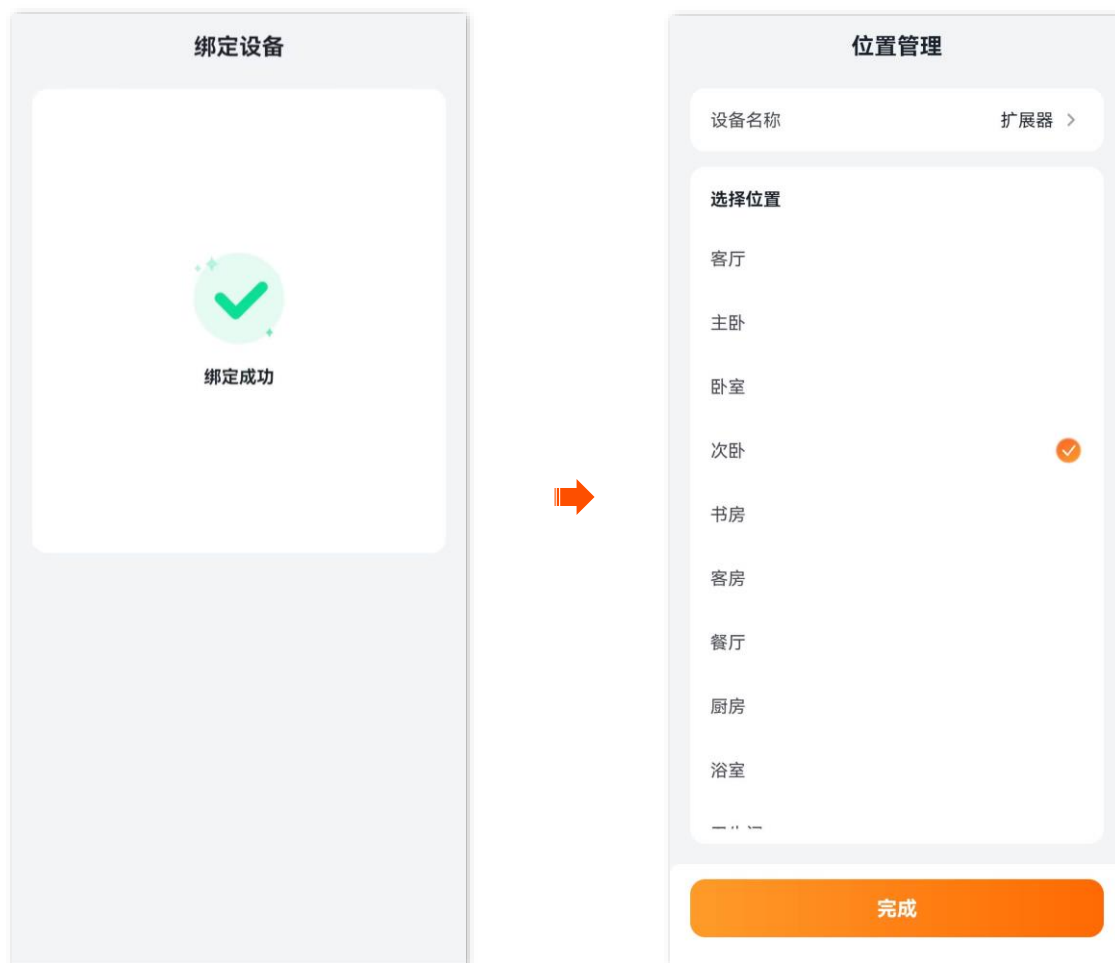 绑定设备
绑定成功
位置管理
设备名称 扩展器
选择位置
客厅
主卧
卧室
次卧
书房
客房
餐厅
厨房
浴室
完成